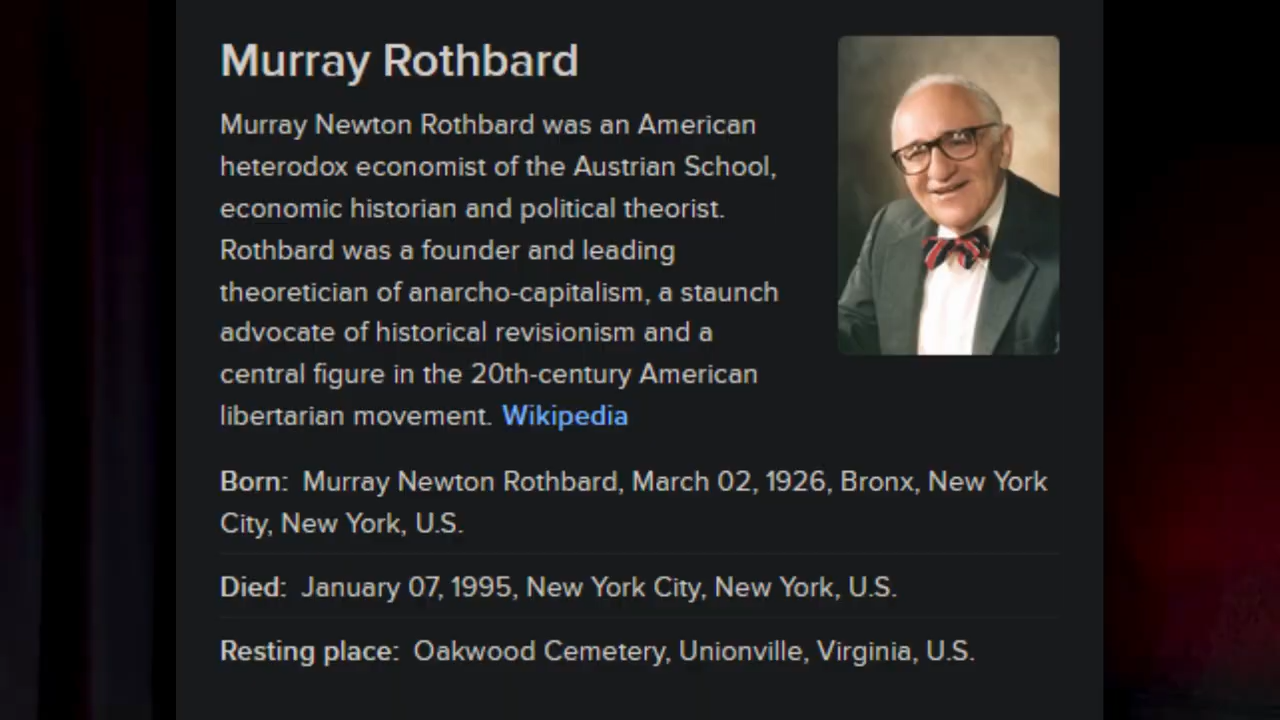 Murray Rothbard
Murray Newton Rothbard was an American
heterodox economist of the Austrian School,
economic historian and political theorist.
Rothbard was a founder and leading
theoretician of anarcho-capitalism, a staunch
advocate of historical revisionism and a
central figure in the 20th-century American
libertarian movement. Wikipedia
Born: Murray Newton Rothbard, March 02, 1926, Bronx, New York
City, New York, U.S.
Died: January 07, 1995, New York City, New York, U.S.
Resting place: Oakwood Cemetery, Unionville, Virginia, U.S.